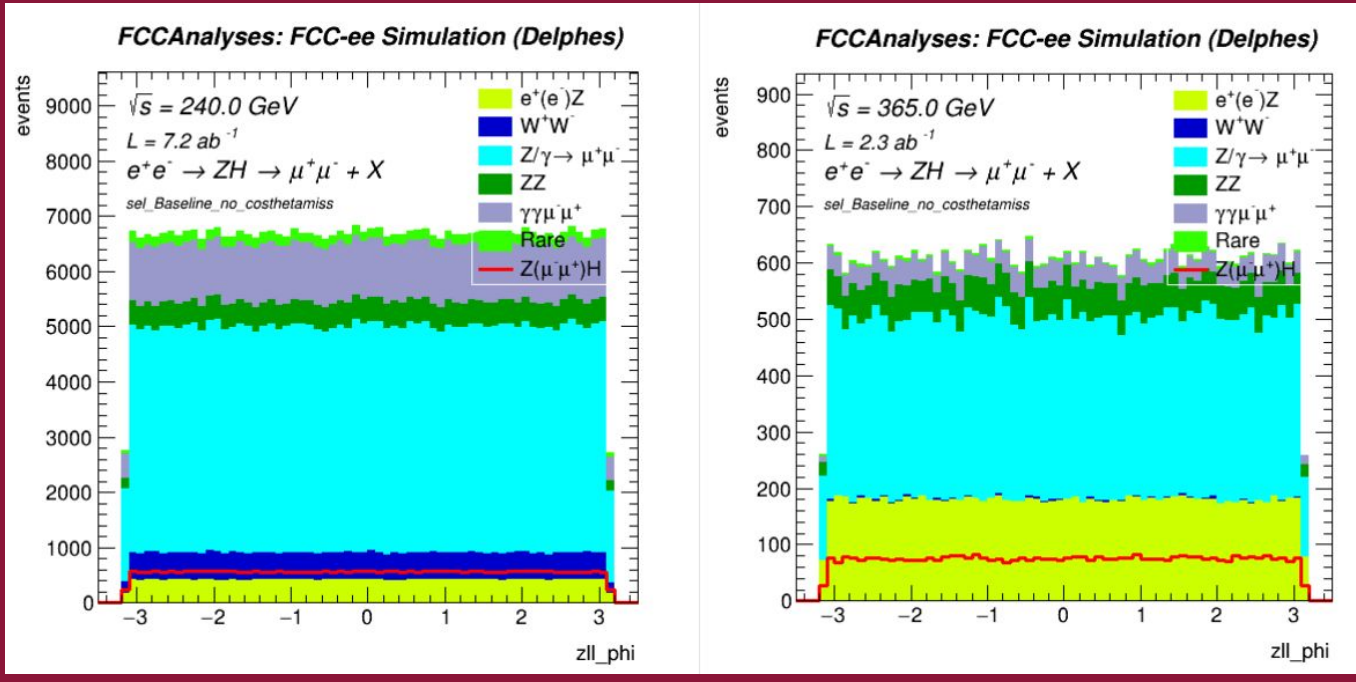 FCCAnalyses: FCC-ee Simulation (Delphes)
events
√s = 240.0 GeV
L = 7.2 ab⁻¹
e⁺e⁻ → ZH → μ⁺μ⁻ + X
sel_Baseline_no_costhetamiss
e⁺(e⁻)Z
W⁺W⁻
Z/γ→ μ⁺μ⁻
ZZ
γγμ⁻μ⁺
Rare
Z(μ⁻μ⁺)H
9000
8000
7000
6000
5000
4000
3000
2000
1000
0
−3 −2 −1 0 1 2 3
zll_phi
FCCAnalyses: FCC-ee Simulation (Delphes)
events
√s = 365.0 GeV
L = 2.3 ab⁻¹
e⁺e⁻ → ZH → μ⁺μ⁻ + X
sel_Baseline_no_costhetamiss
e⁺(e⁻)Z
W⁺W⁻
Z/γ→ μ⁺μ⁻
ZZ
γγμ⁻μ⁺
Rare
Z(μ⁻μ⁺)H
900
800
700
600
500
400
300
200
100
0
−3 −2 −1 0 1 2 3
zll_phi